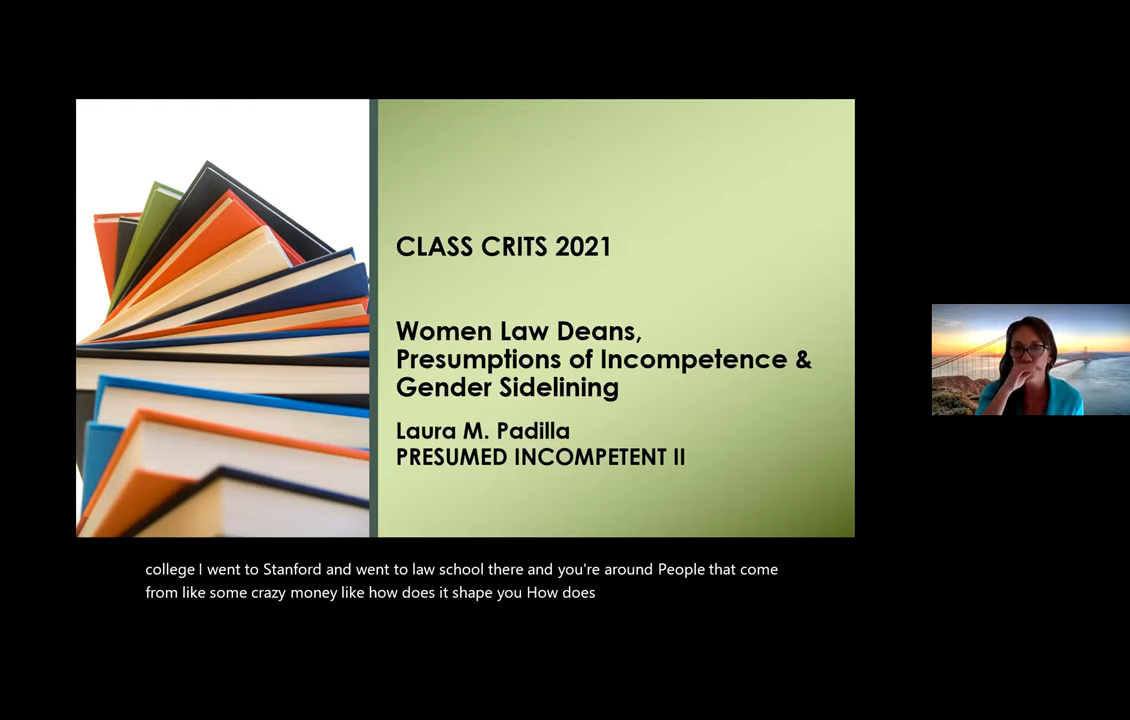 CLASS CRITS 2021
Women Law Deans,
Presumptions of Incompetence &
Gender Sidelining
Laura M. Padilla
PRESUMED INCOMPETENT II
college I went to Stanford and went to law school there and you're around People that come
from like some crazy money like how does it shape you How does